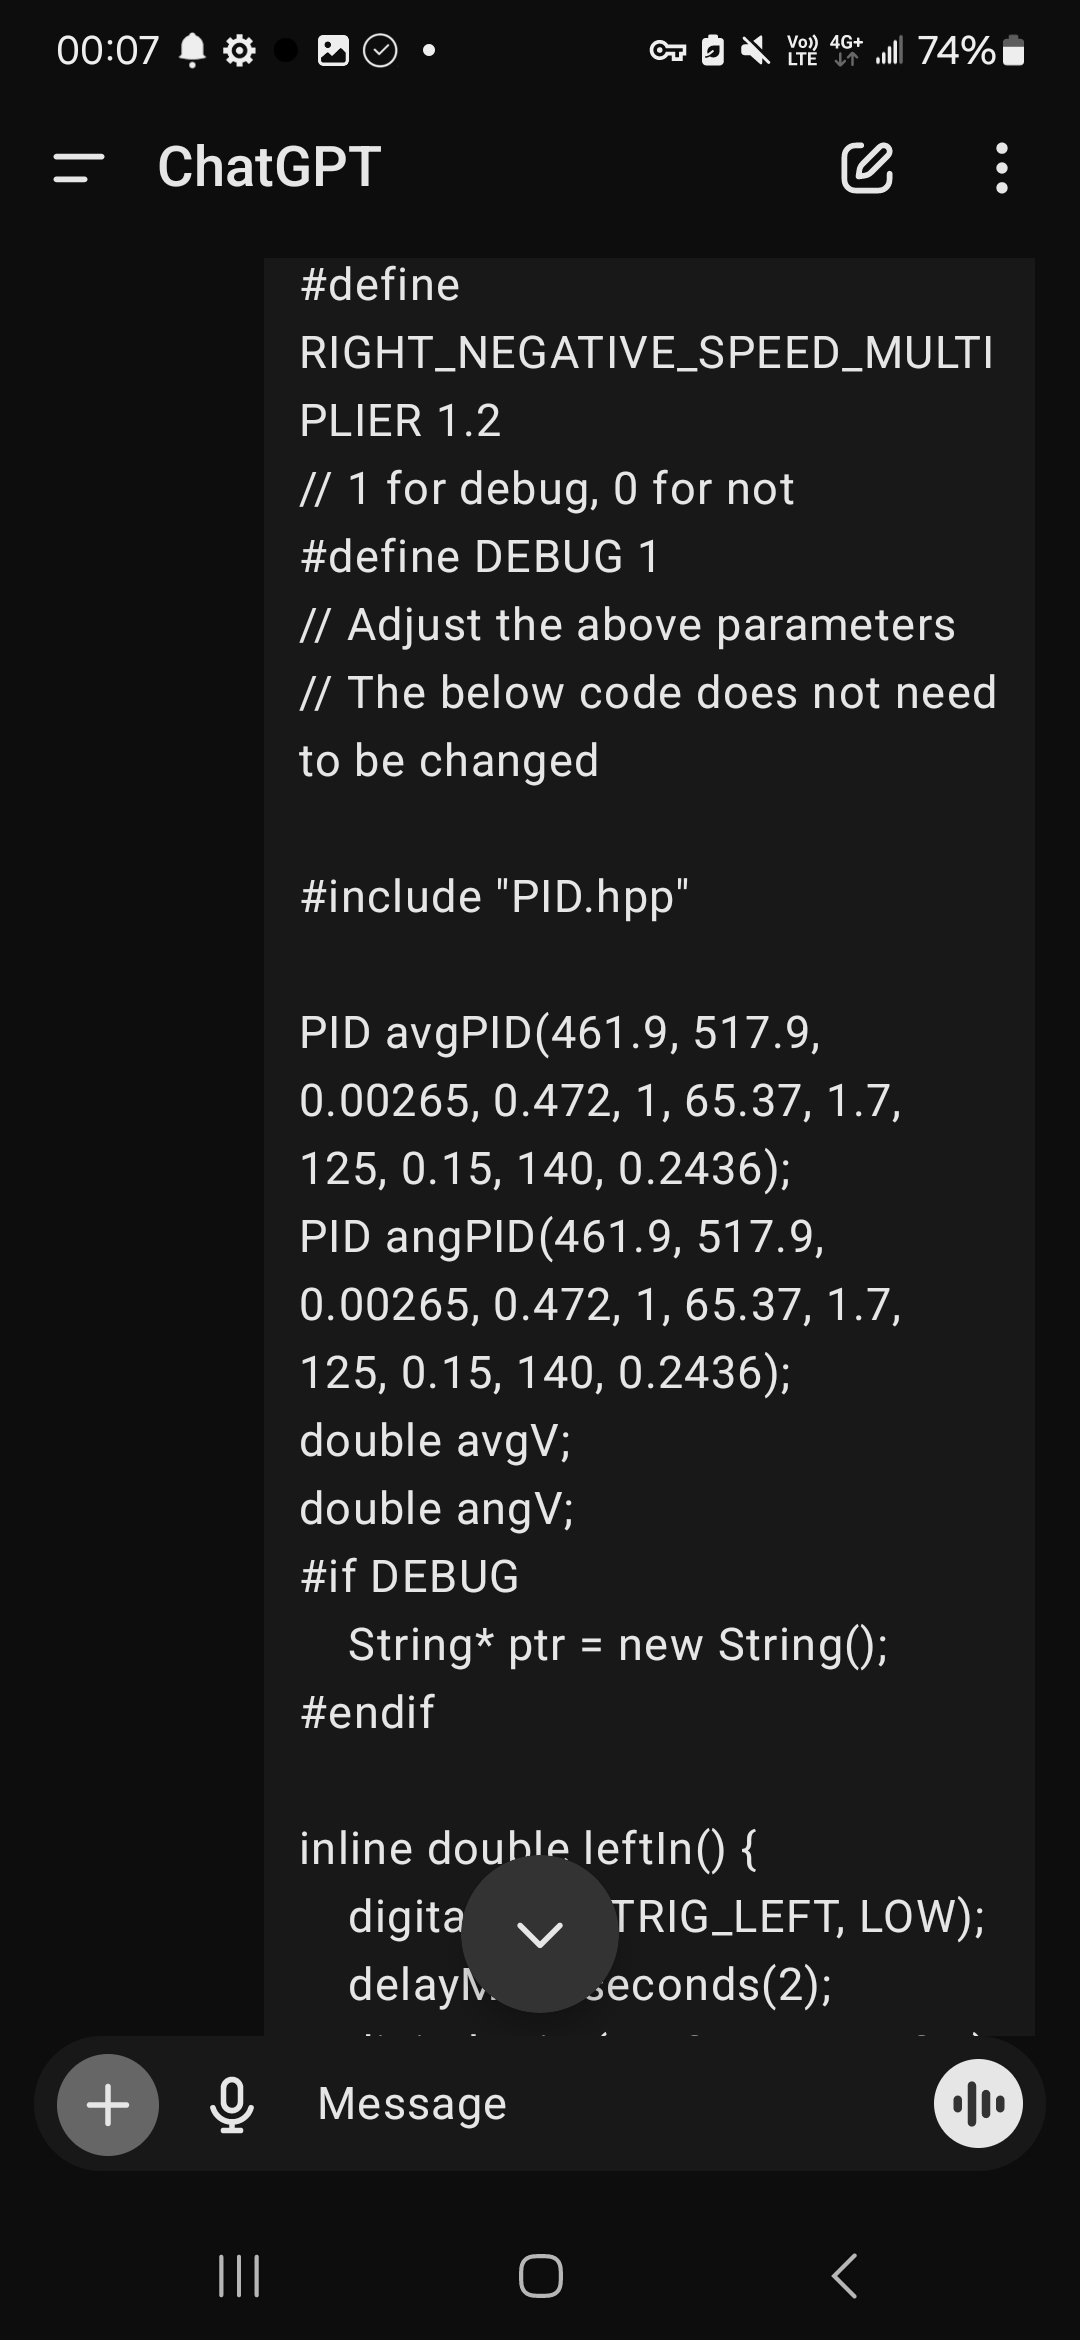 00:07 Vo)) LTE 4G+ 74%
ChatGPT
#define
RIGHT_NEGATIVE_SPEED_MULTI
PLIER 1.2
// 1 for debug, 0 for not
#define DEBUG 1
// Adjust the above parameters
// The below code does not need
to be changed
#include "PID.hpp"
PID avgPID(461.9, 517.9,
0.00265, 0.472, 1, 65.37, 1.7,
125, 0.15, 140, 0.2436);
PID angPID(461.9, 517.9,
0.00265, 0.472, 1, 65.37, 1.7,
125, 0.15, 140, 0.2436);
double avgV;
double angV;
#if DEBUG
String* ptr = new String();
#endif
inline double leftIn() {
digita TRIG_LEFT, LOW);
delayM seconds(2);
Message